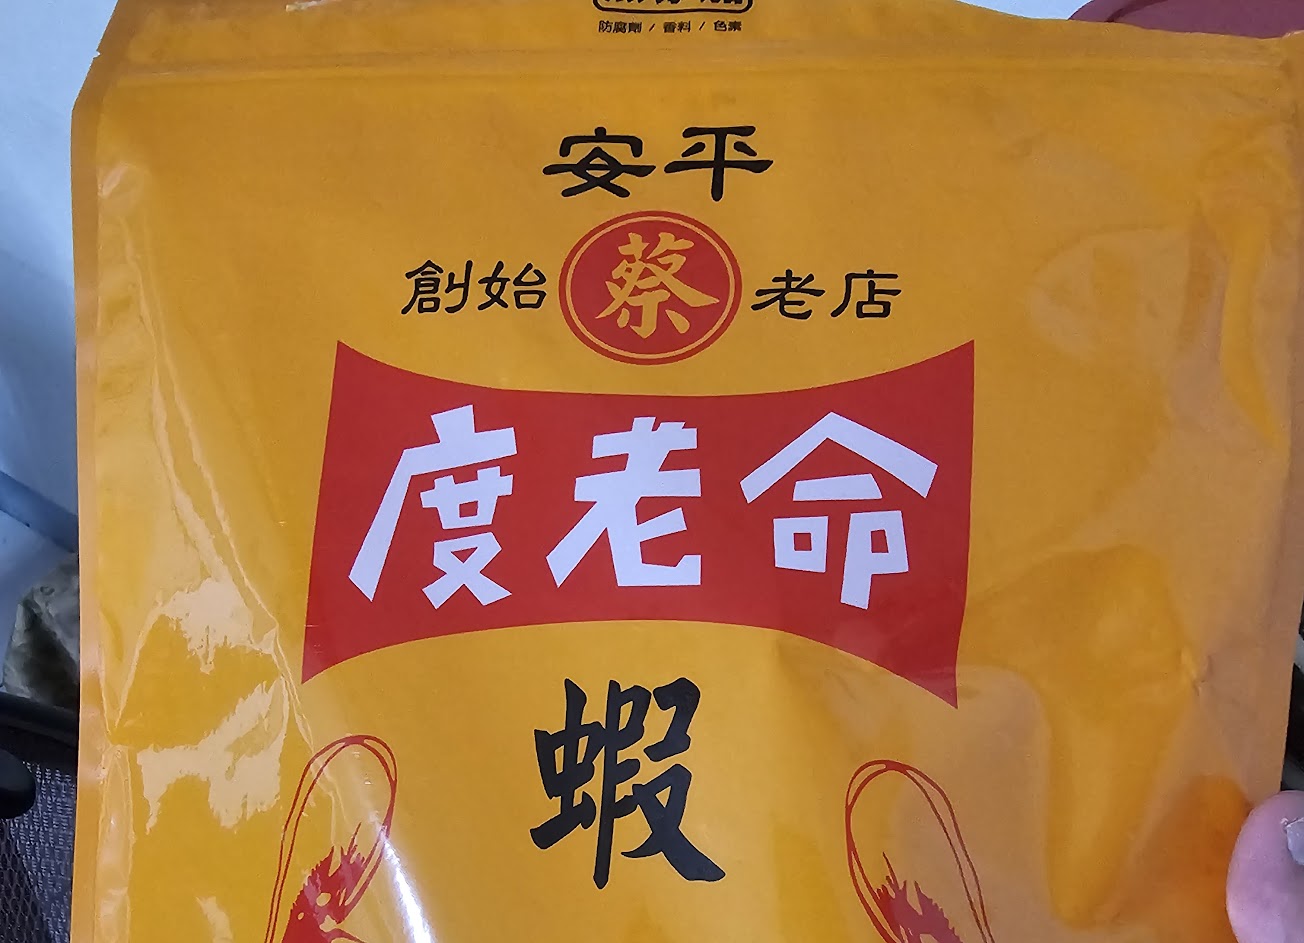 防腐劑 / 香料 / 色素
安平
創始 蔡 老店
度老命
蝦